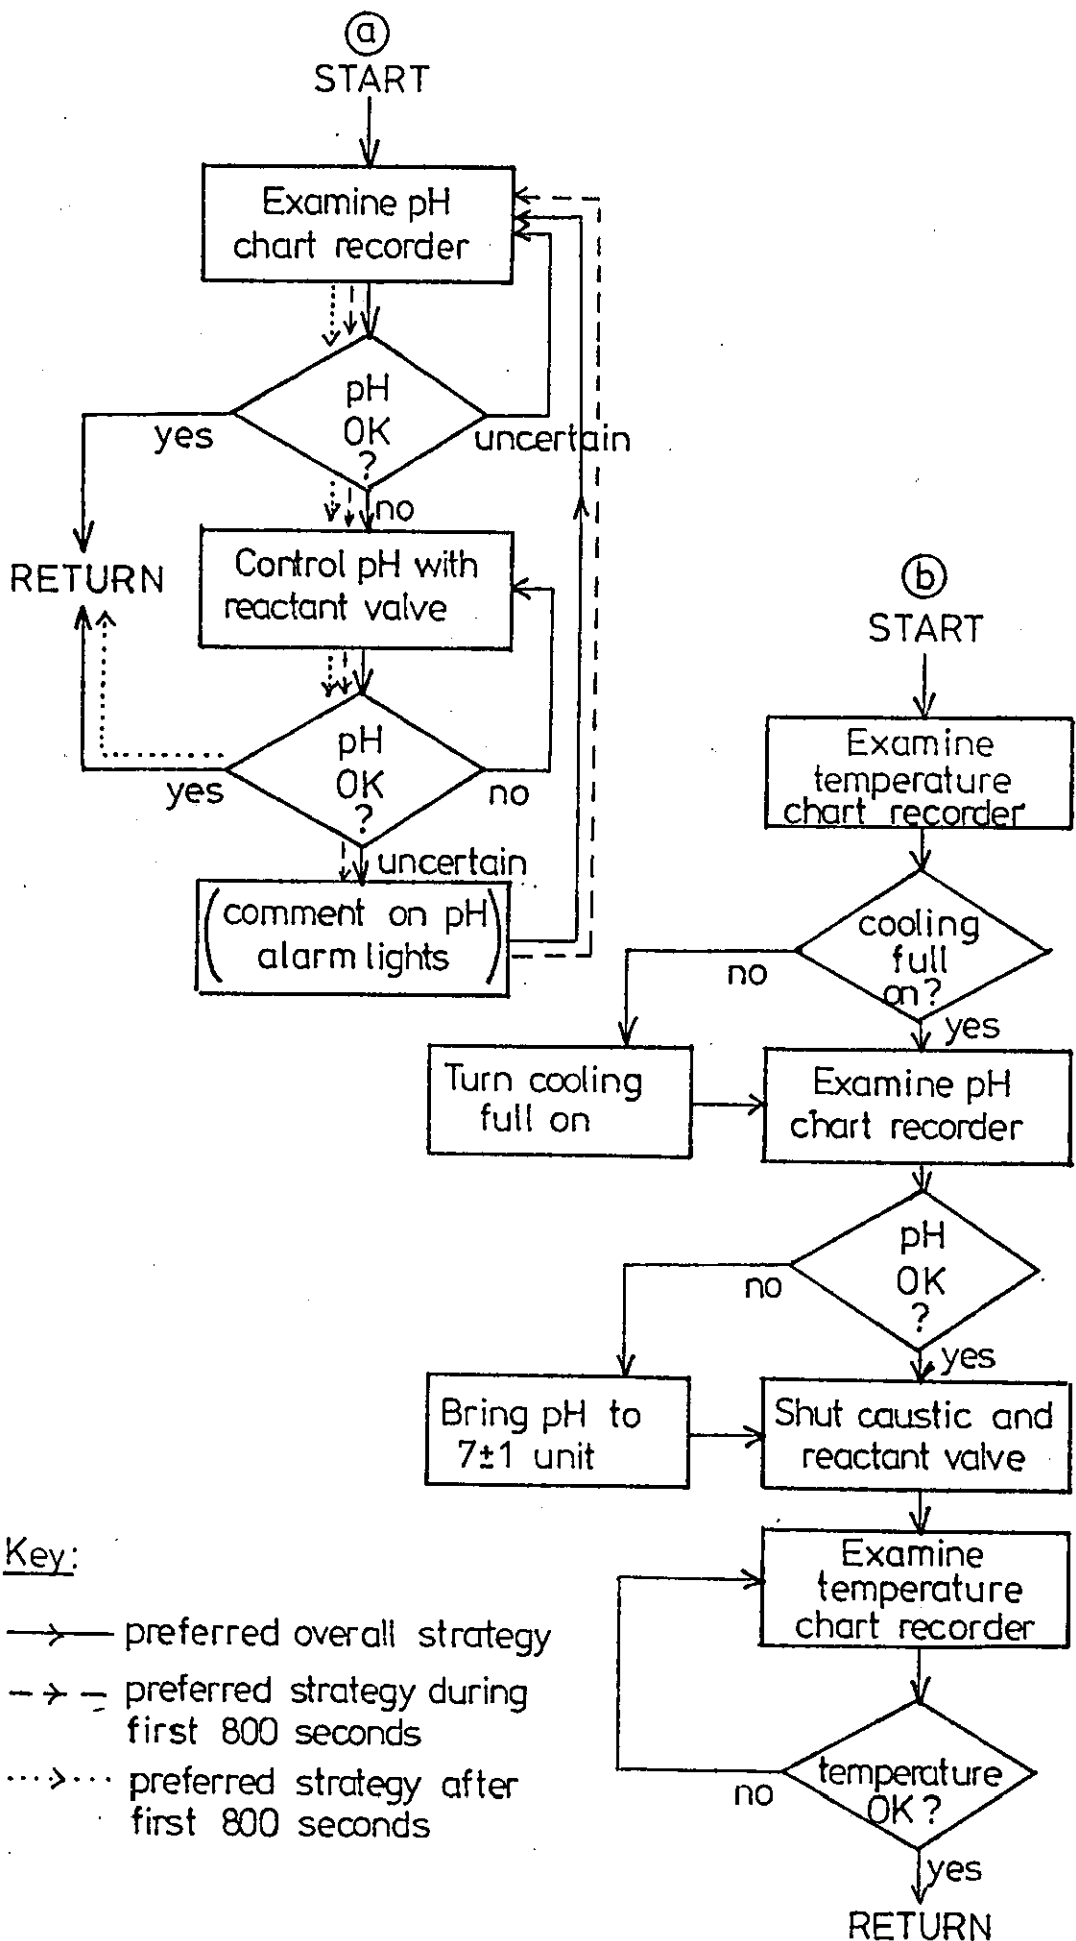 a
START
Examine pH
chart recorder
pH
OK
?
yes
uncertain
no
RETURN
Control pH with
reactant valve
pH
OK
?
yes
no
uncertain
(comment on pH
alarm lights)
b
START
Examine
temperature
chart recorder
cooling
full
on?
no
yes
Turn cooling
full on
Examine pH
chart recorder
pH
OK
?
no
yes
Bring pH to
7±1 unit
Shut caustic and
reactant valve
Examine
temperature
chart recorder
temperature
OK?
no
yes
RETURN
Key:
preferred overall strategy
preferred strategy during
first 800 seconds
preferred strategy after
first 800 seconds